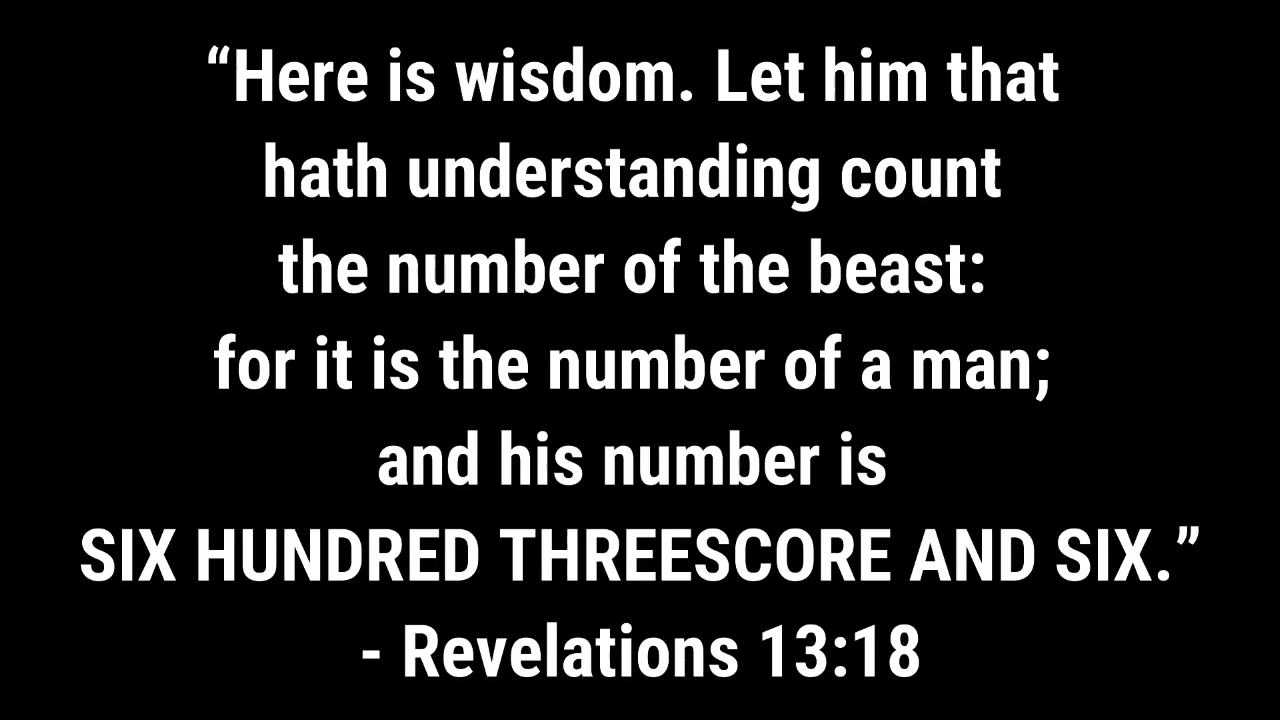 “Here is wisdom. Let him that
hath understanding count
the number of the beast:
for it is the number of a man;
and his number is
SIX HUNDRED THREESCORE AND SIX.”
- Revelations 13:18